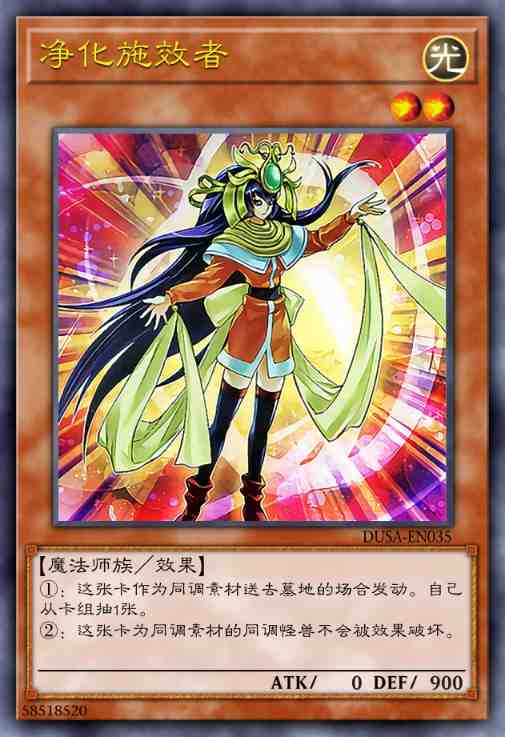 净化施效者
光
DUSA-EN035
【魔法师族／效果】
①：这张卡作为同调素材送去墓地的场合发动。自己
从卡组抽1张。
②：这张卡为同调素材的同调怪兽不会被效果破坏。
ATK/ 0 DEF/ 900
58518520